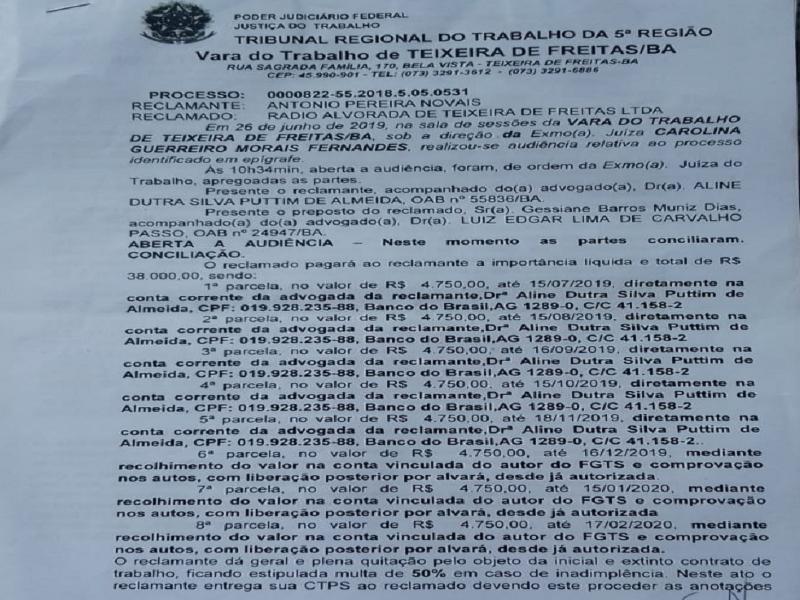 PODER JUDICIÁRIO FEDERAL
JUSTIÇA DO TRABALHO
TRIBUNAL REGIONAL DO TRABALHO DA 5ª REGIÃO
Vara do Trabalho de TEIXEIRA DE FREITAS/BA
RUA SAGRADA FAMÍLIA, 170, BELA VISTA - TEIXEIRA DE FREITAS-BA
CEP: 45.990-901 - TEL: (073) 3291-3612 - (073) 3291-6886
PROCESSO: 0000822-55.2018.5.05.0531
RECLAMANTE: ANTONIO PEREIRA NOVAIS
RECLAMADO: RADIO ALVORADA DE TEIXEIRA DE FREITAS LTDA
Em 26 de junho de 2019, na sala de sessões da VARA DO TRABALHO
DE TEIXEIRA DE FREITAS/BA, sob a direção da Exmo(a). Juíza CAROLINA
GUERREIRO MORAIS FERNANDES, realizou-se audiência relativa ao processo
identificado em epígrafe.
Às 10h34min, aberta a audiência, foram, de ordem da Exmo(a). Juíza do
Trabalho, apregoadas as partes.
Presente o reclamante, acompanhado do(a) advogado(a), Dr(a). ALINE
DUTRA SILVA PUTTIM DE ALMEIDA, OAB nº 55836/BA.
Presente o preposto do reclamado, Sr(a). Gessiane Barros Muniz Dias,
acompanhado(a) do(a) advogado(a), Dr(a). LUIZ EDGAR LIMA DE CARVALHO
PASSO, OAB nº 24947/BA.
ABERTA A AUDIÊNCIA – Neste momento as partes conciliaram.
CONCILIAÇÃO.
O reclamado pagará ao reclamante a importância líquida e total de R$
38.000,00, sendo:
1ª parcela, no valor de R$ 4.750,00, até 15/07/2019, diretamente na
conta corrente da advogada da reclamante,Drª Aline Dutra Silva Puttim de
Almeida, CPF: 019.928.235-88, Banco do Brasil,AG 1289-0, C/C 41.158-2
2ª parcela, no valor de R$ 4.750,00, até 15/08/2019, diretamente na
conta corrente da advogada da reclamante,Drª Aline Dutra Silva Puttim de
Almeida, CPF: 019.928.235-88, Banco do Brasil,AG 1289-0, C/C 41.158-2
3ª parcela, no valor de R$ 4.750,00, até 16/09/2019, diretamente na
conta corrente da advogada da reclamante,Drª Aline Dutra Silva Puttim de
Almeida, CPF: 019.928.235-88, Banco do Brasil,AG 1289-0, C/C 41.158-2
4ª parcela, no valor de R$ 4.750,00, até 15/10/2019, diretamente na
conta corrente da advogada da reclamante,Drª Aline Dutra Silva Puttim de
Almeida, CPF: 019.928.235-88, Banco do Brasil,AG 1289-0, C/C 41.158-2
5ª parcela, no valor de R$ 4.750,00, até 18/11/2019, diretamente na
conta corrente da advogada da reclamante,Drª Aline Dutra Silva Puttim de
Almeida, CPF: 019.928.235-88, Banco do Brasil,AG 1289-0, C/C 41.158-2..
6ª parcela, no valor de R$ 4.750,00, até 16/12/2019, mediante
recolhimento do valor na conta vinculada do autor do FGTS e comprovação
nos autos, com liberação posterior por alvará, desde já autorizada.
7ª parcela, no valor de R$ 4.750,00, até 15/01/2020, mediante
recolhimento do valor na conta vinculada do autor do FGTS e comprovação
nos autos, com liberação posterior por alvará, desde já autorizada
8ª parcela, no valor de R$ 4.750,00, até 17/02/2020, mediante
recolhimento do valor na conta vinculada do autor do FGTS e comprovação
nos autos, com liberação posterior por alvará, desde já autorizada.
O reclamante dá geral e plena quitação pelo objeto da inicial e extinto contrato de
trabalho, ficando estipulada multa de 50% em caso de inadimplência. Neste ato o
reclamante entrega sua CTPS ao reclamado devendo este proceder as anotações